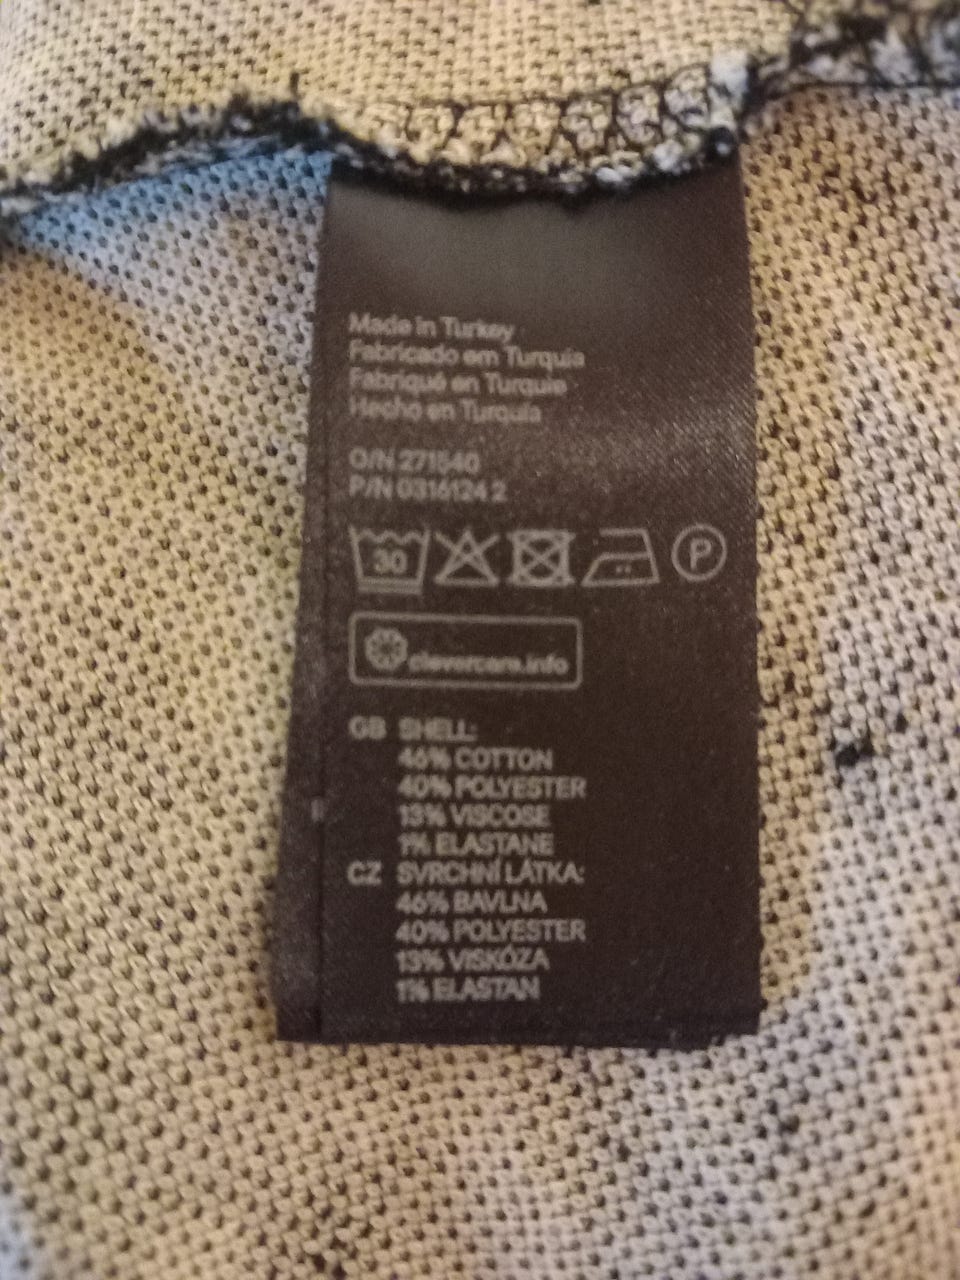 Made in Turkey
Fabricado em Turquia
Fabriqué en Turquie
Hecho en Turquía
O/N 271540
P/N 0316124 2
30
P
clevercare.info
GB SHELL:
46% COTTON
40% POLYESTER
13% VISCOSE
1% ELASTANE
CZ SVRCHNÍ LÁTKA:
46% BAVLNA
40% POLYESTER
13% VISKÓZA
1% ELASTAN